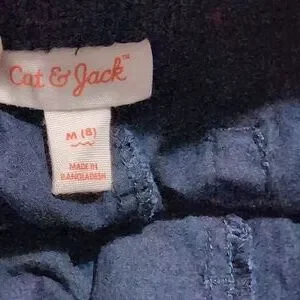 Cat & Jack™
M (8)
MADE IN
BANGLADESH